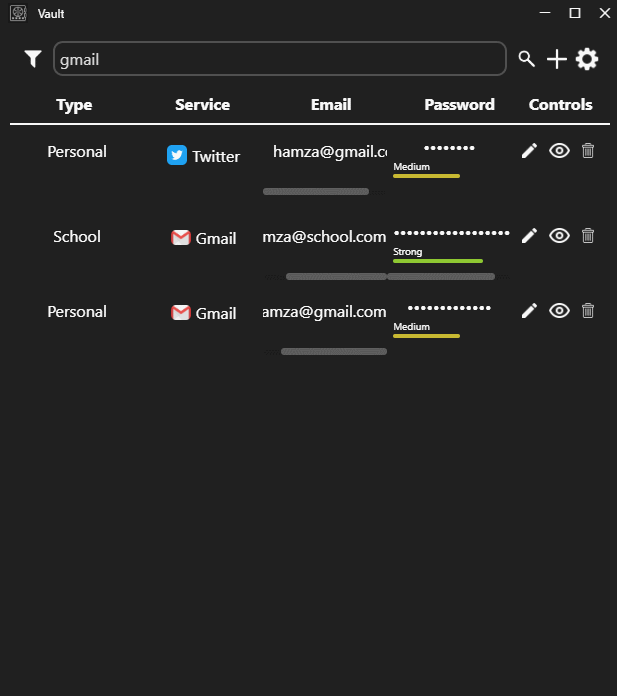 Vault
gmail
Type Service Email Password Controls
Personal Twitter hamza@gmail.c
Medium
School Gmail mza@school.com
Strong
Personal Gmail amza@gmail.com
Medium